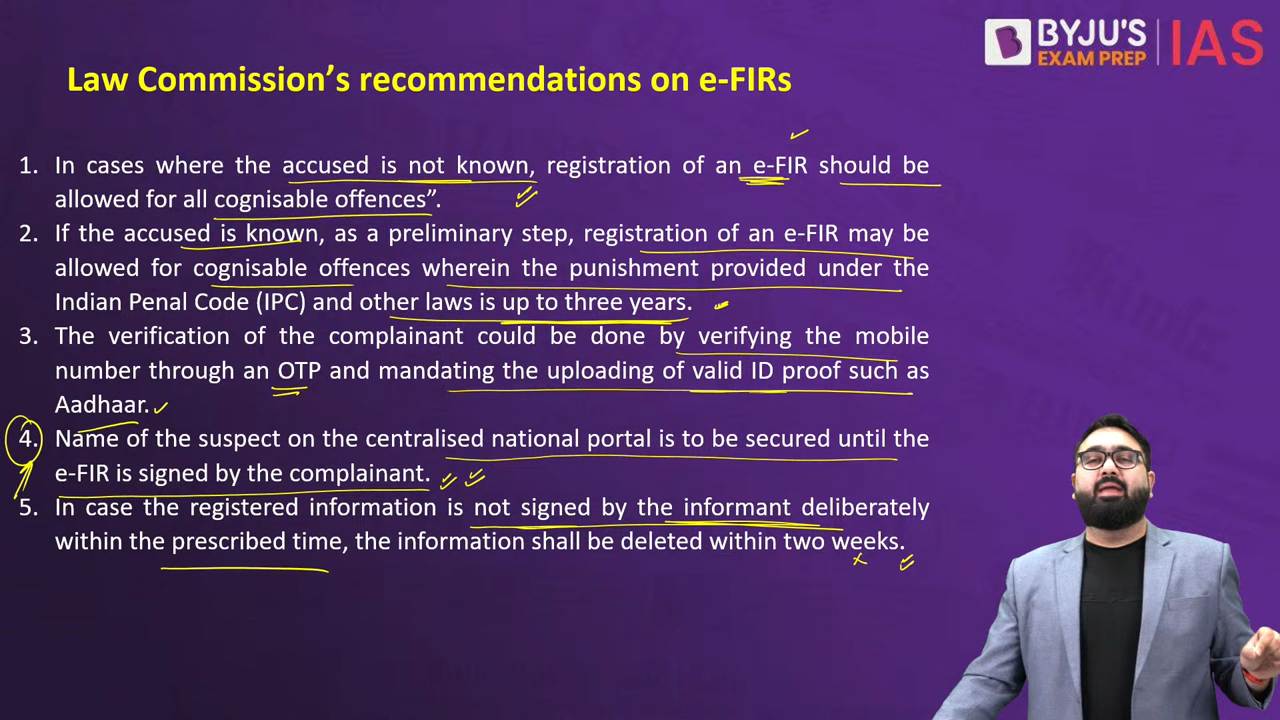 BYJU'S IAS
EXAM PREP
Law Commission's recommendations on e-FIRs
1. In cases where the accused is not known, registration of an e-FIR should be
allowed for all cognisable offences”.
2. If the accused is known, as a preliminary step, registration of an e-FIR may be
allowed for cognisable offences wherein the punishment provided under the
Indian Penal Code (IPC) and other laws is up to three years.
3. The verification of the complainant could be done by verifying the mobile
number through an OTP and mandating the uploading of valid ID proof such as
Aadhaar.
4. Name of the suspect on the centralised national portal is to be secured until the
e-FIR is signed by the complainant.
5. In case the registered information is not signed by the informant deliberately
within the prescribed time, the information shall be deleted within two weeks.